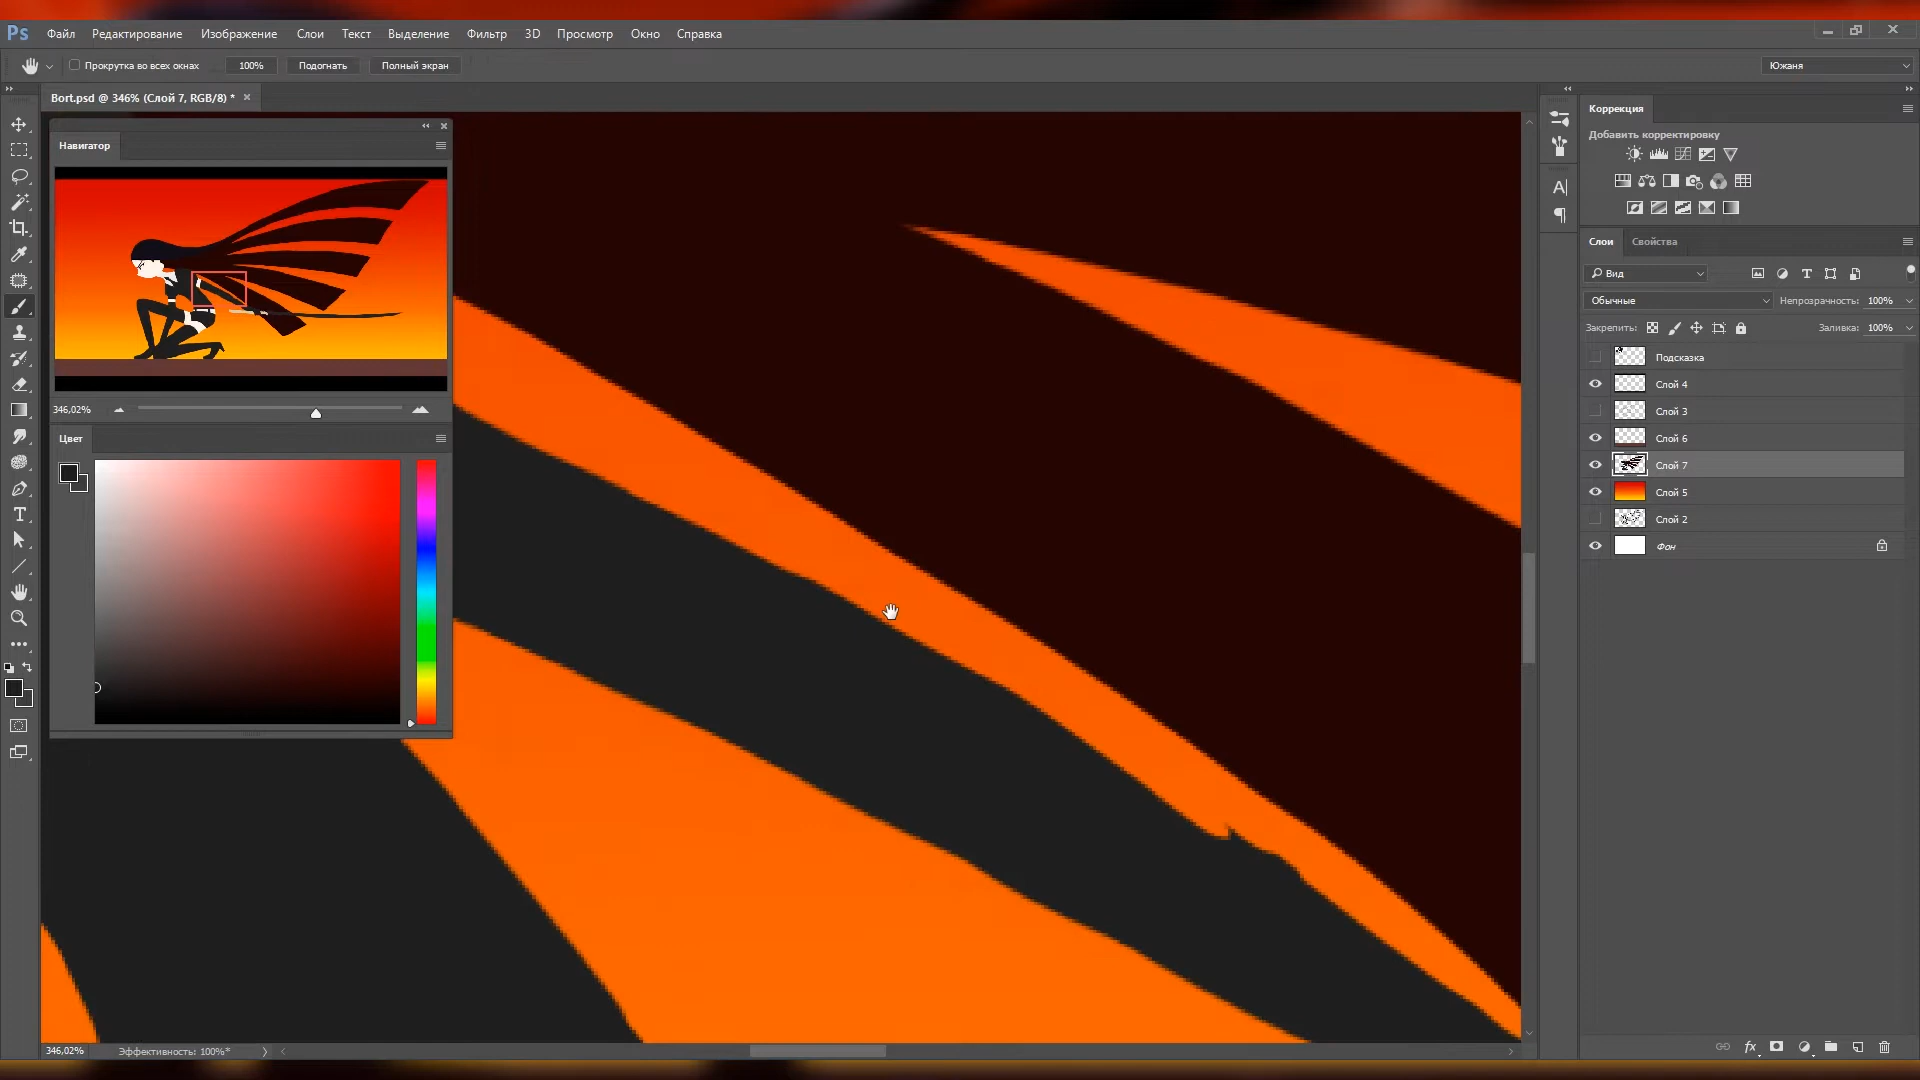 Ps Файл Редактирование Изображение Слои Текст Выделение Фильтр 3D Просмотр Окно Справка
Прокрутка во всех окнах 100% Подогнать Полный экран Южаня
Bort.psd @ 346% (Слой 7, RGB/8) * ×
Навигатор
346,02%
Цвет
Коррекция
Добавить корректировку
Слои Свойства
Вид
Обычные Непрозрачность: 100%
Закрепить: Заливка: 100%
Подсказка
Слой 4
Слой 3
Слой 6
Слой 7
Слой 5
Слой 2
Фон
fx
346,02% Эффективность: 100%*